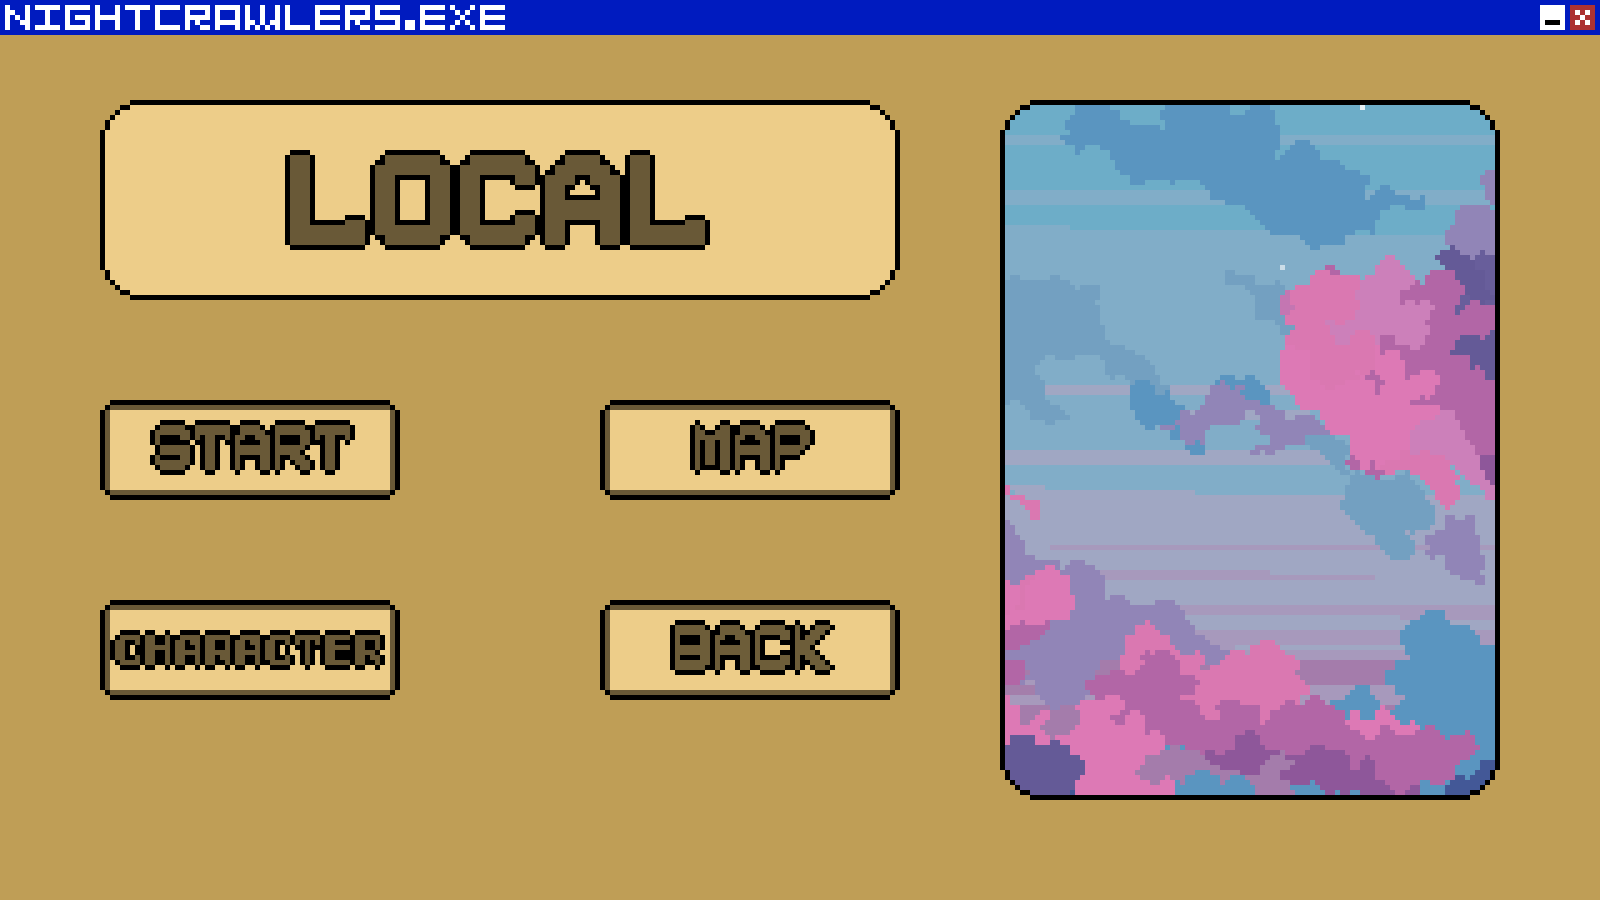 NIGHTCRAWLERS.EXE
LOCAL
START
MAP
CHARACTER
BACK